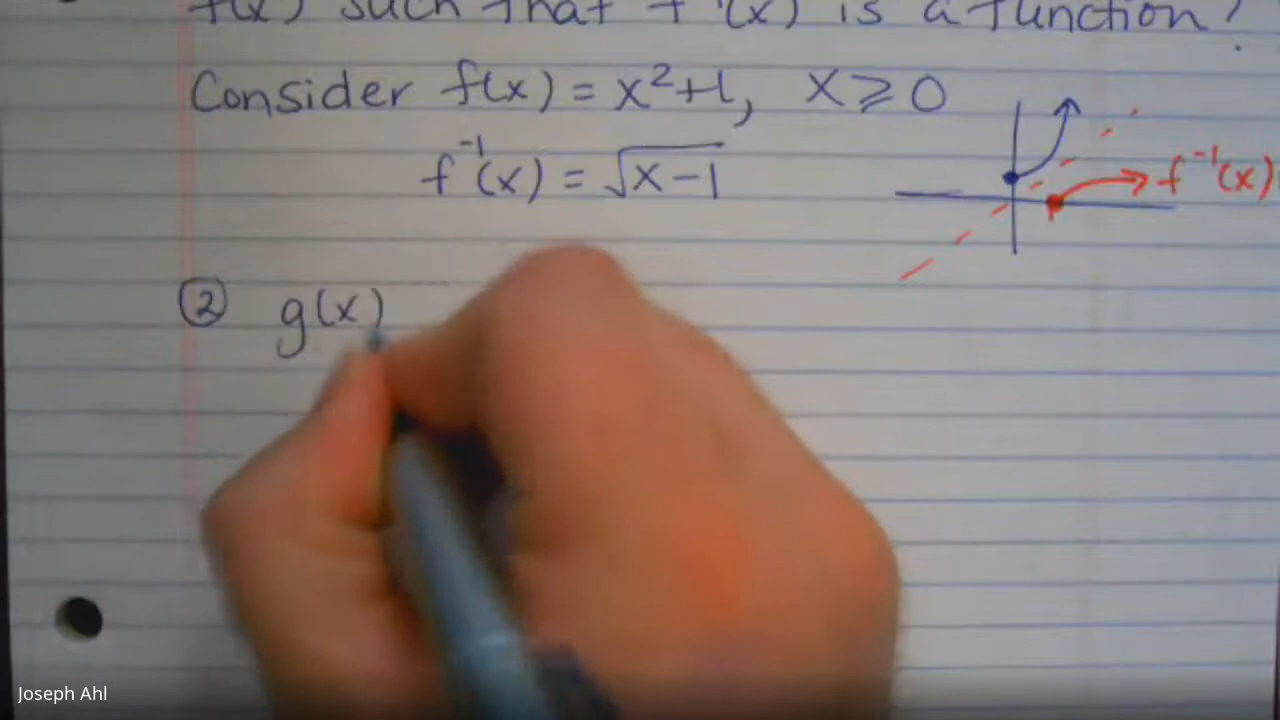 f(x) such that f⁻¹(x) is a function?
Consider f(x) = x²+1, x ⩾ 0
f⁻¹(x) = √x-1
f⁻¹(x)
② g(x)
Joseph Ahl